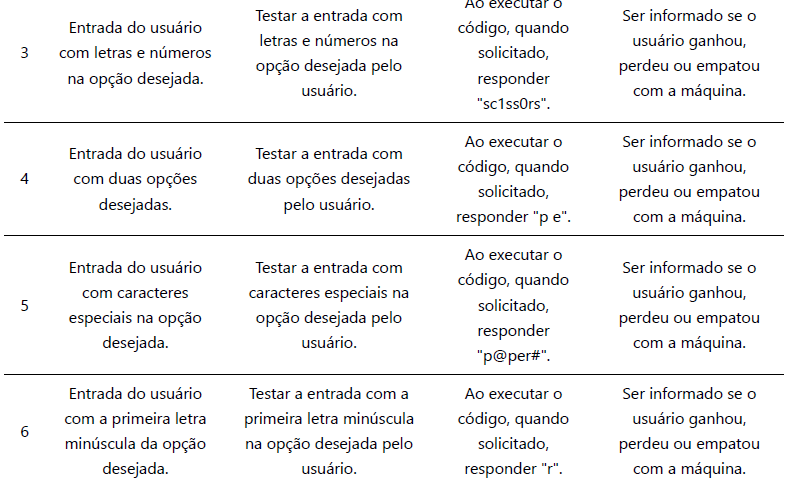 3
Entrada do usuário
com letras e números
na opção desejada.
Testar a entrada com
letras e números na
opção desejada pelo
usuário.
Ao executar o
código, quando
solicitado,
responder
"sc1ss0rs".
Ser informado se o
usuário ganhou,
perdeu ou empatou
com a máquina.
4
Entrada do usuário
com duas opções
desejadas.
Testar a entrada com
duas opções desejadas
pelo usuário.
Ao executar o
código, quando
solicitado,
responder "p e".
Ser informado se o
usuário ganhou,
perdeu ou empatou
com a máquina.
5
Entrada do usuário
com caracteres
especiais na opção
desejada.
Testar a entrada com
caracteres especiais na
opção desejada pelo
usuário.
Ao executar o
código, quando
solicitado,
responder
"p@per#".
Ser informado se o
usuário ganhou,
perdeu ou empatou
com a máquina.
6
Entrada do usuário
com a primeira letra
minúscula da opção
desejada.
Testar a entrada com a
primeira letra minúscula
na opção desejada pelo
usuário.
Ao executar o
código, quando
solicitado,
responder "r".
Ser informado se o
usuário ganhou,
perdeu ou empatou
com a máquina.